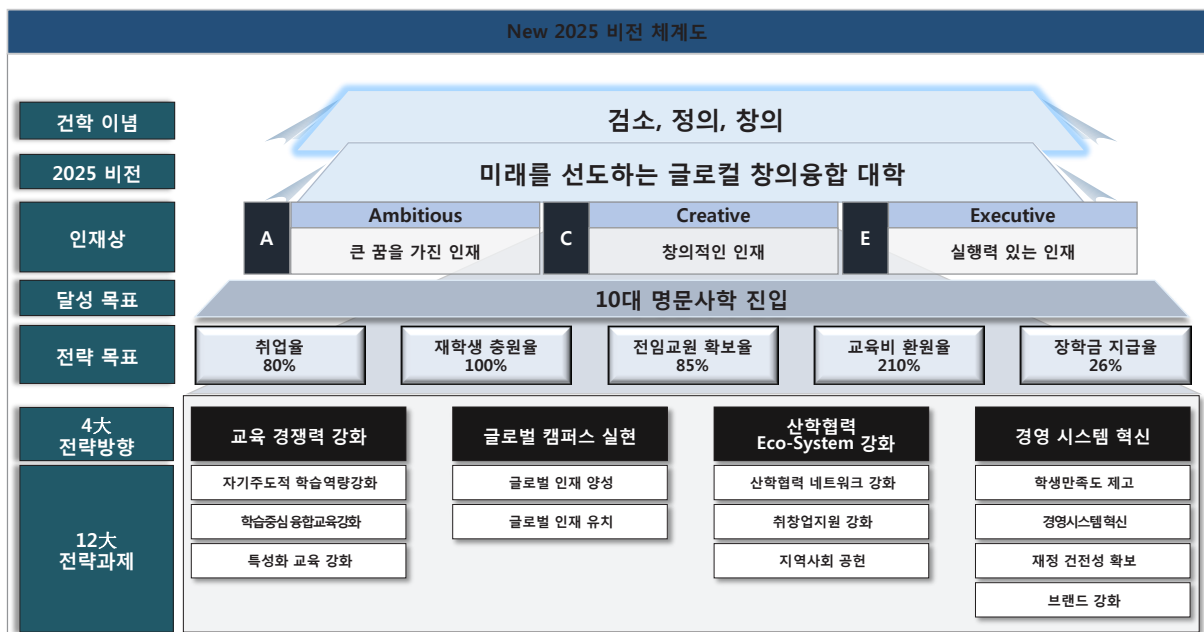 New 2025 비전 체계도
건학 이념
검소, 정의, 창의
2025 비전
미래를 선도하는 글로컬 창의융합 대학
인재상
A
Ambitious
큰 꿈을 가진 인재
C
Creative
창의적인 인재
E
Executive
실행력 있는 인재
달성 목표
10대 명문사학 진입
전략 목표
취업율
80%
재학생 충원율
100%
전임교원 확보율
85%
교육비 환원율
210%
장학금 지급율
26%
4大
전략방향
교육 경쟁력 강화
글로벌 캠퍼스 실현
산학협력
Eco-System 강화
경영 시스템 혁신
12大
전략과제
자기주도적 학습역량강화
학습중심 융합교육강화
특성화 교육 강화
글로벌 인재 양성
글로벌 인재 유치
산학협력 네트워크 강화
취창업지원 강화
지역사회 공헌
학생만족도 제고
경영시스템 혁신
재정 건전성 확보
브랜드 강화